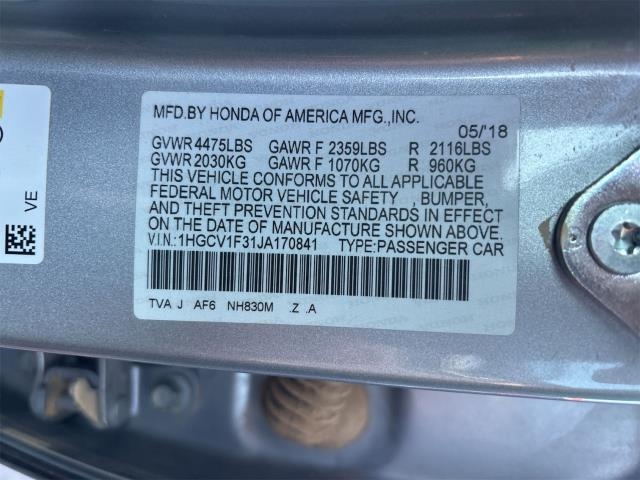 MFD.BY HONDA OF AMERICA MFG.,INC.
05/'18
GVWR 4475LBS GAWR F 2359LBS R 2116LBS
GVWR 2030KG GAWR F 1070KG R 960KG
THIS VEHICLE CONFORMS TO ALL APPLICABLE
FEDERAL MOTOR VEHICLE SAFETY , BUMPER,
AND THEFT PREVENTION STANDARDS IN EFFECT
ON THE DATE OF MANUFACTURE SHOWN ABOVE.
V.I.N.:1HGCV1F31JA170841 TYPE:PASSENGER CAR
TVA J AF6 NH830M .Z .A
VE